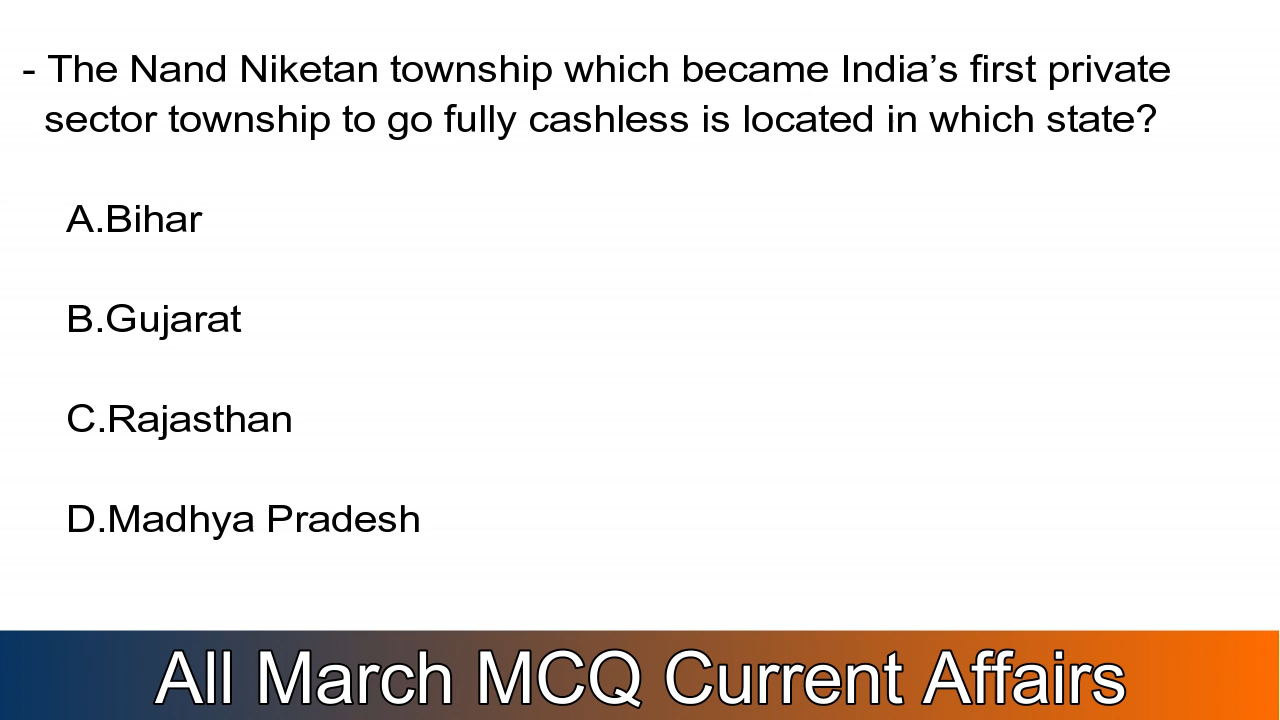 - The Nand Niketan township which became India’s first private
sector township to go fully cashless is located in which state?
A.Bihar
B.Gujarat
C.Rajasthan
D.Madhya Pradesh
All March MCQ Current Affairs